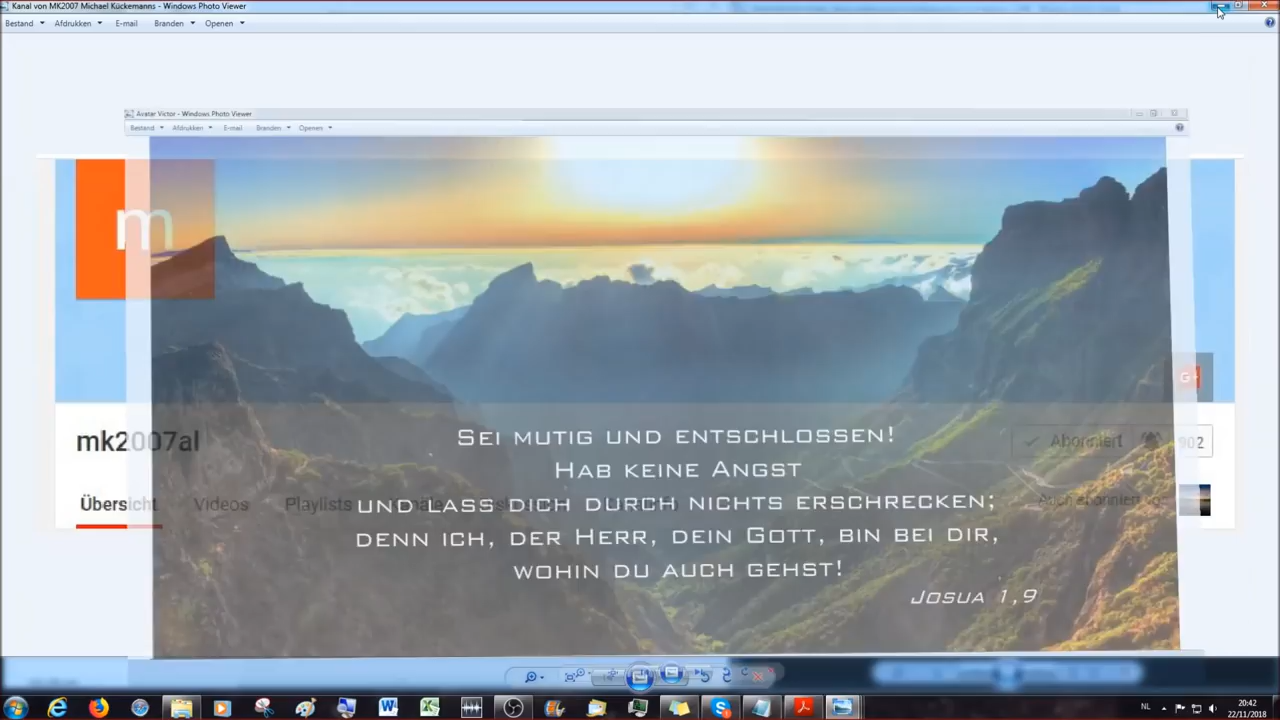 Kanal von MK2007 Michael Kückemanns - Windows Photo Viewer
Bestand Afdrukken E-mail Branden Openen
Avatar Victor - Windows Photo Viewer
Bestand Afdrukken E-mail Branden Openen
m
G+
SEI MUTIG UND ENTSCHLOSSEN!
mk2007al
Abonniert 902
HAB KEINE ANGST
UND LASS DICH DURCH NICHTS ERSCHRECKEN;
Übersicht Videos Playlists
DENN ICH, DER HERR, DEIN GOTT, BIN BEI DIR,
WOHIN DU AUCH GEHST!
JOSUA 1,9
NL 20:42
22/11/2018